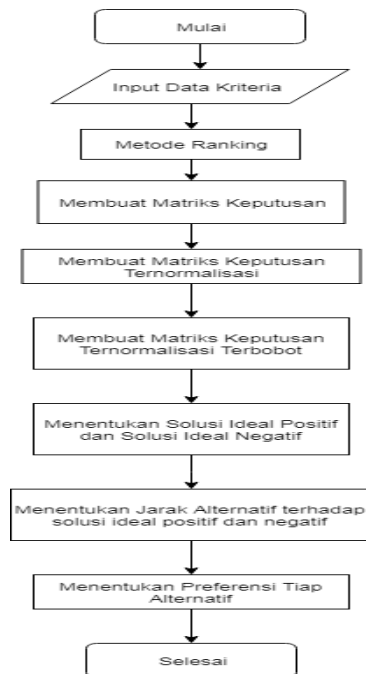 Mulai
Input Data Kriteria
Metode Ranking
Membuat Matriks Keputusan
Membuat Matriks Keputusan
Ternormalisasi
Membuat Matriks Keputusan
Ternormalisasi Terbobot
Menentukan Solusi Ideal Positif
dan Solusi Ideal Negatif
Menentukan Jarak Alternatif terhadap
solusi ideal positif dan negatif
Menentukan Preferensi Tiap
Alternatif
Selesai